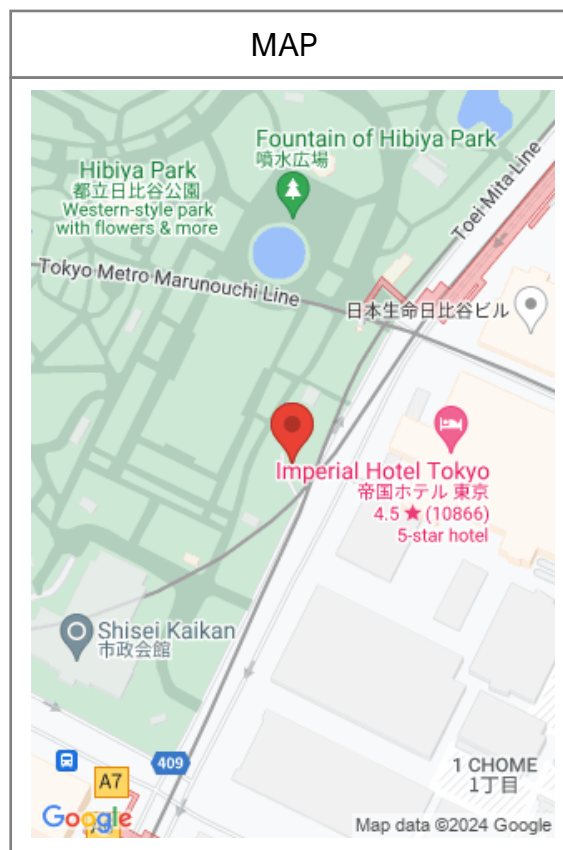 MAP
Fountain of Hibiya Park
噴水広場
Hibiya Park
都立日比谷公園
Western-style park
with flowers & more
Toei Mita Line
Tokyo Metro Marunouchi Line
日本生命日比谷ビル
Imperial Hotel Tokyo
帝国ホテル 東京
4.5 ★ (10866)
5-star hotel
Shisei Kaikan
市政会館
409
A7
1 CHOME
1丁目
Google
Map data ©2024 Google